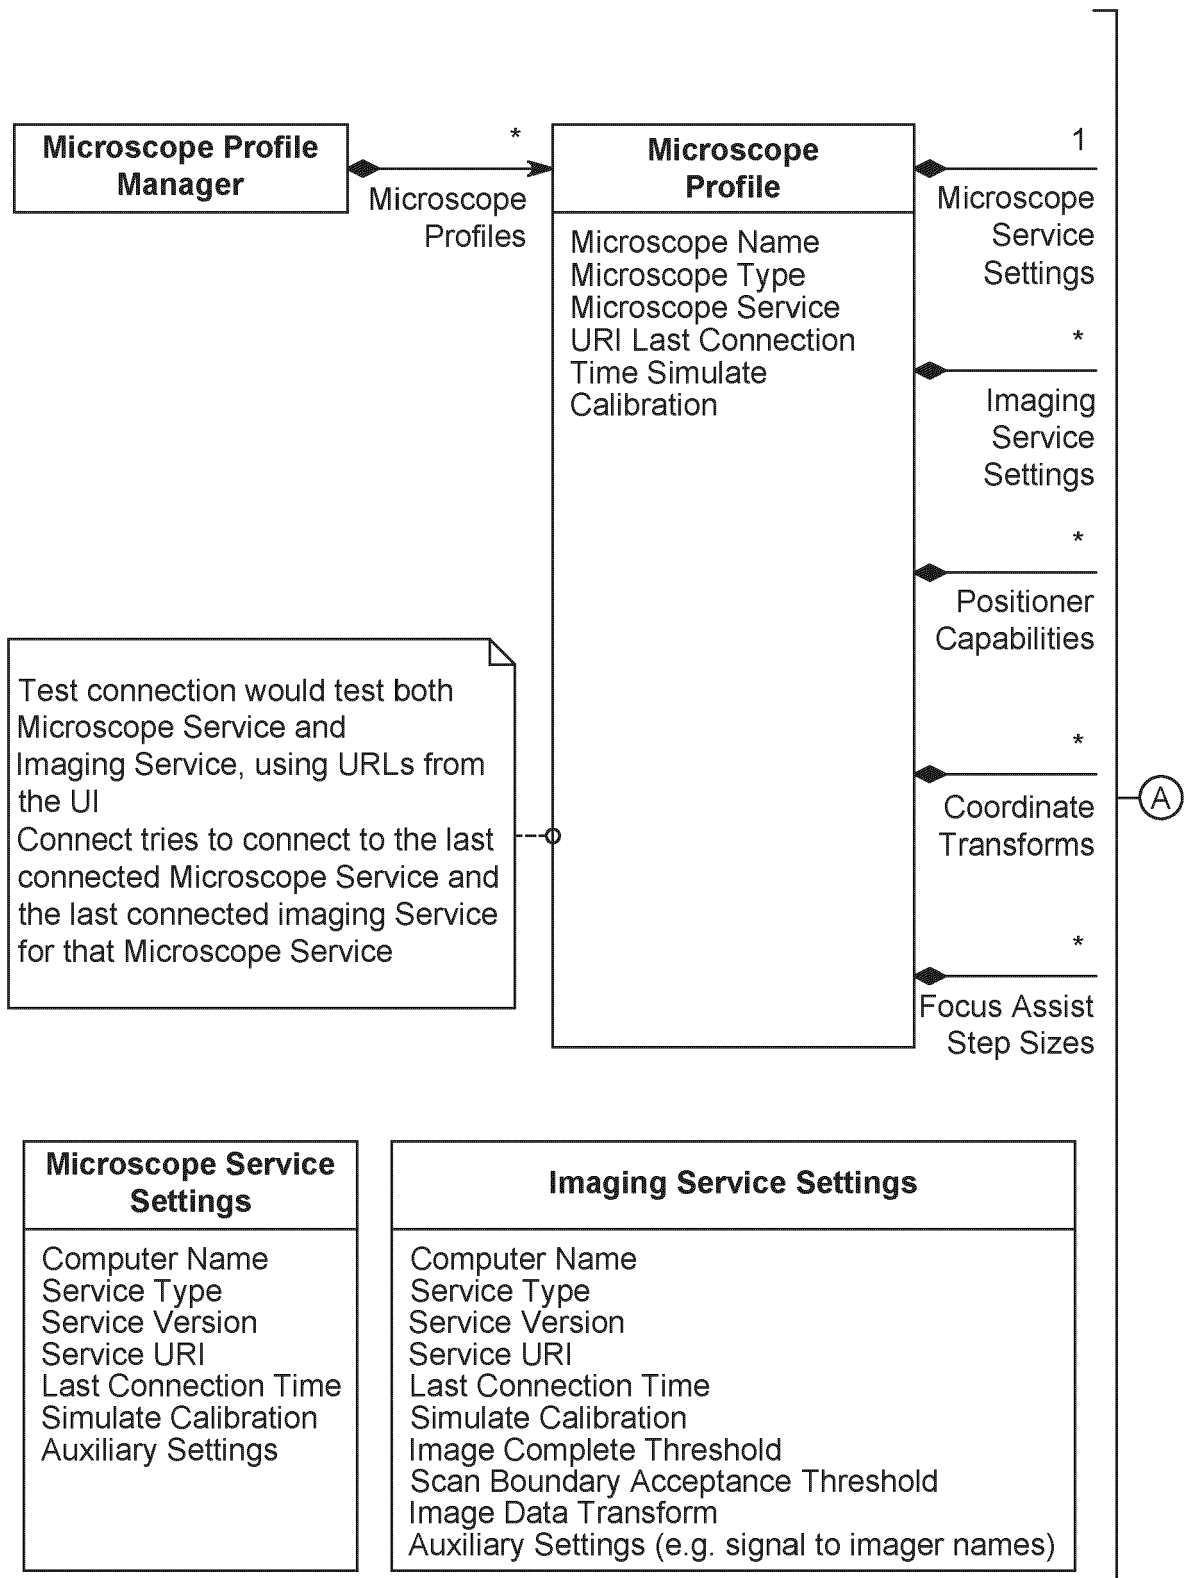 Microscope Profile
Manager
*
Microscope
Profiles
Microscope
Profile
Microscope Name
Microscope Type
Microscope Service
URI Last Connection
Time Simulate
Calibration
1
Microscope
Service
Settings
*
Imaging
Service
Settings
*
Positioner
Capabilities
*
Coordinate
Transforms
*
Focus Assist
Step Sizes
A
Test connection would test both
Microscope Service and
Imaging Service, using URLs from
the UI
Connect tries to connect to the last
connected Microscope Service and
the last connected imaging Service
for that Microscope Service
Microscope Service
Settings
Computer Name
Service Type
Service Version
Service URI
Last Connection Time
Simulate Calibration
Auxiliary Settings
Imaging Service Settings
Computer Name
Service Type
Service Version
Service URI
Last Connection Time
Simulate Calibration
Image Complete Threshold
Scan Boundary Acceptance Threshold
Image Data Transform
Auxiliary Settings (e.g. signal to imager names)